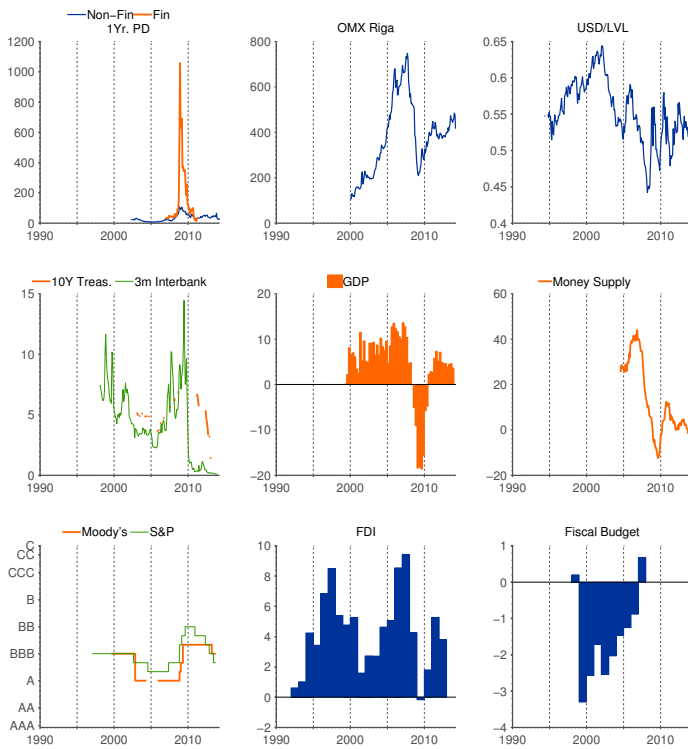 Non-Fin Fin
1Yr. PD
1200
1000
800
600
400
200
0
1990 2000 2010
OMX Riga
800
600
400
200
0
1990 2000 2010
USD/LVL
0.65
0.6
0.55
0.5
0.45
0.4
1990 2000 2010
10Y Treas. 3m Interbank
15
10
5
0
1990 2000 2010
GDP
20
10
0
−10
−20
1990 2000 2010
Money Supply
60
40
20
0
−20
1990 2000 2010
Moody's S&P
C
CC
CCC
B
BB
BBB
A
AA
AAA
1990 2000 2010
FDI
10
8
6
4
2
0
−2
1990 2000 2010
Fiscal Budget
1
0
−1
−2
−3
−4
1990 2000 2010